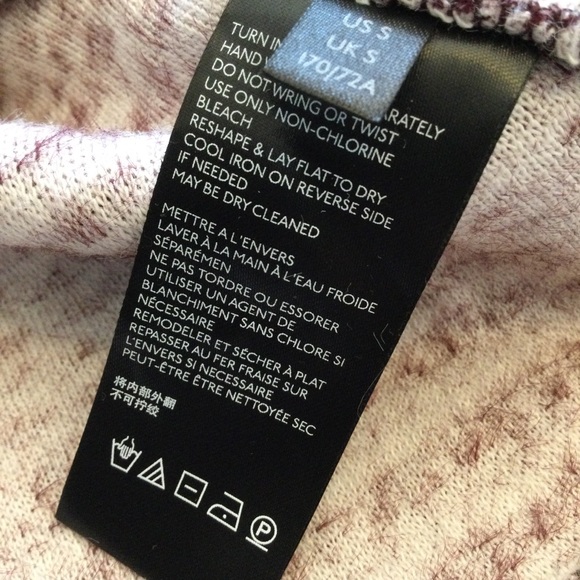 US S
UK S
170/72A
TURN IN
HAND
ARATELY
DO NOT WRING OR TWIST
USE ONLY NON-CHLORINE
BLEACH
RESHAPE & LAY FLAT TO DRY
COOL IRON ON REVERSE SIDE
IF NEEDED
MAY BE DRY CLEANED
METTRE A L'ENVERS
LAVER À LA MAIN À L'EAU FROIDE
SÉPARÉMEN
NE PAS TORDRE OU ESSORER
UTILISER UN AGENT DE
BLANCHIMENT SANS CHLORE SI
NÉCESSAIRE
REMODELER ET SÉCHER À PLAT
REPASSER AU FER FRAISE SUR
L'ENVERS SI NECESSAIRE
PEUT-ÊTRE ÊTRE NETTOYÉE SEC
将内部外翻
不可拧绞
P